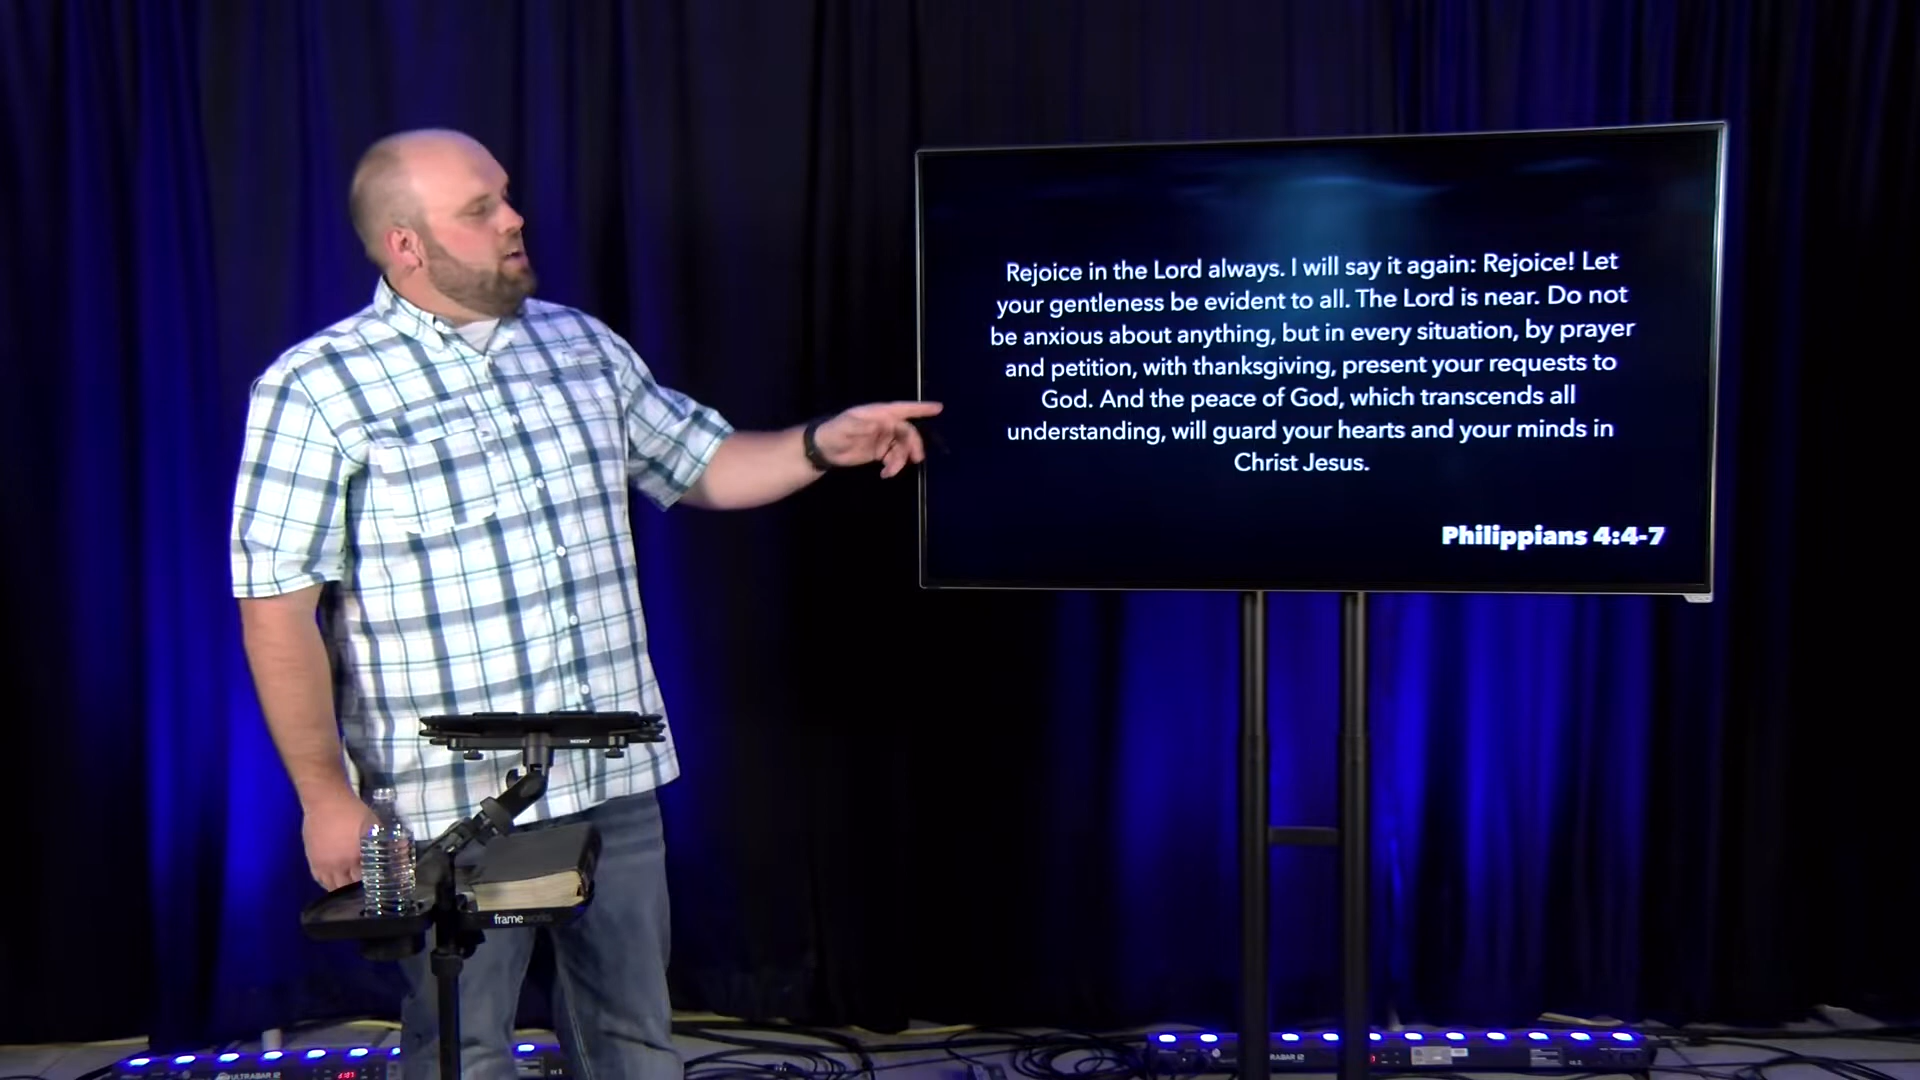 Rejoice in the Lord always. I will say it again: Rejoice! Let
your gentleness be evident to all. The Lord is near. Do not
be anxious about anything, but in every situation, by prayer
and petition, with thanksgiving, present your requests to
God. And the peace of God, which transcends all
understanding, will guard your hearts and your minds in
Christ Jesus.
Philippians 4:4-7
frameworks
ULTRABAR 12